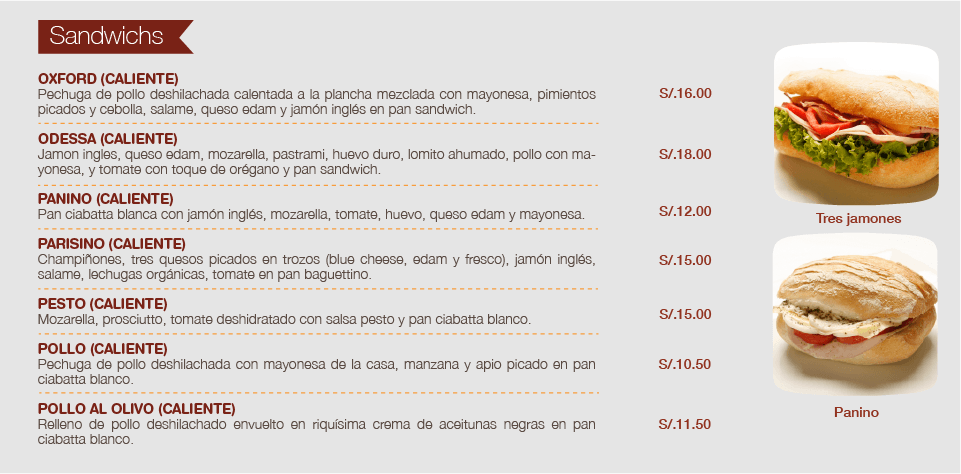 Sandwichs
OXFORD (CALIENTE)
Pechuga de pollo deshilachada calentada a la plancha mezclada con mayonesa, pimientos
picados y cebolla, salame, queso edam y jamón inglés en pan sandwich.
S/.16.00
ODESSA (CALIENTE)
Jamon ingles, queso edam, mozarella, pastrami, huevo duro, lomito ahumado, pollo con ma-
yonesa, y tomate con toque de orégano y pan sandwich.
S/.18.00
PANINO (CALIENTE)
Pan ciabatta blanca con jamón inglés, mozarella, tomate, huevo, queso edam y mayonesa.
S/.12.00
PARISINO (CALIENTE)
Champiñones, tres quesos picados en trozos (blue cheese, edam y fresco), jamón inglés,
salame, lechugas orgánicas, tomate en pan baguettino.
S/.15.00
PESTO (CALIENTE)
Mozarella, prosciutto, tomate deshidratado con salsa pesto y pan ciabatta blanco.
S/.15.00
POLLO (CALIENTE)
Pechuga de pollo deshilachada con mayonesa de la casa, manzana y apio picado en pan
ciabatta blanco.
S/.10.50
POLLO AL OLIVO (CALIENTE)
Relleno de pollo deshilachado envuelto en riquísima crema de aceitunas negras en pan
ciabatta blanco.
S/.11.50
Tres jamones
Panino